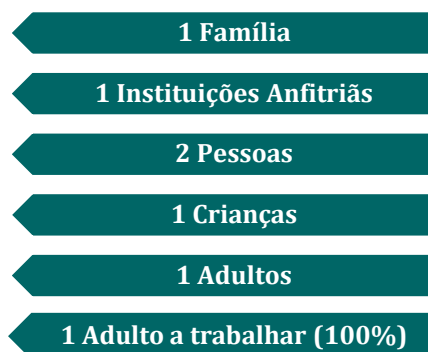 1 Família
1 Instituições Anfitriãs
2 Pessoas
1 Crianças
1 Adultos
1 Adulto a trabalhar (100%)